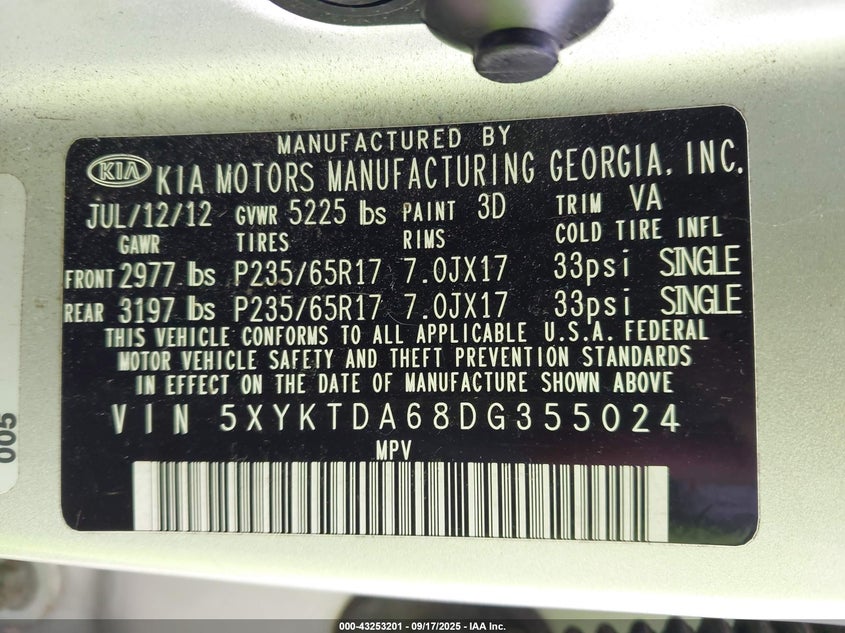 MANUFACTURED BY
KIA KIA MOTORS MANUFACTURING GEORGIA, INC.
JUL/12/12 GVWR 5225 lbs PAINT 3D TRIM VA
GAWR TIRES RIMS COLD TIRE INFL
FRONT 2977 lbs P235/65R17 7.0JX17 33psi SINGLE
REAR 3197 lbs P235/65R17 7.0JX17 33psi SINGLE
THIS VEHICLE CONFORMS TO ALL APPLICABLE U.S.A. FEDERAL
MOTOR VEHICLE SAFETY AND THEFT PREVENTION STANDARDS
IN EFFECT ON THE DATE OF MANUFACTURE SHOWN ABOVE
VIN 5XYKTDA68DG355024
MPV
005
000-43253201 - 09/17/2025 - IAA Inc.